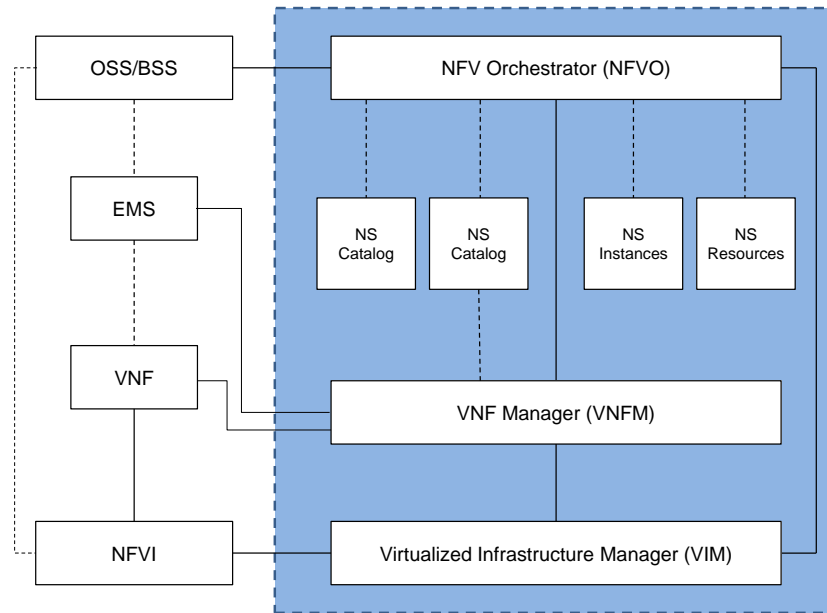 OSS/BSS
NFV Orchestrator (NFVO)
EMS
NS
Catalog
NS
Catalog
NS
Instances
NS
Resources
VNF
VNF Manager (VNFM)
NFVI
Virtualized Infrastructure Manager (VIM)